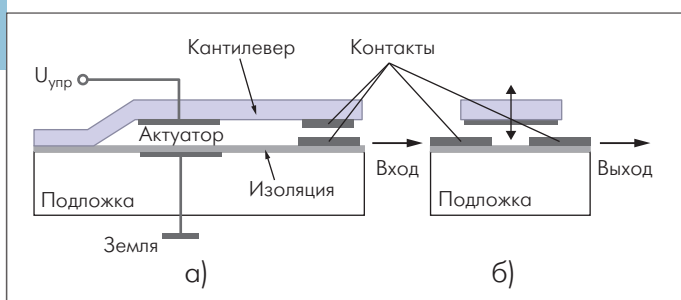 Кантилевер
Контакты
Uупр
Актуатор
Вход
Выход
Изоляция
Подложка
Подложка
Земля
а)
б)